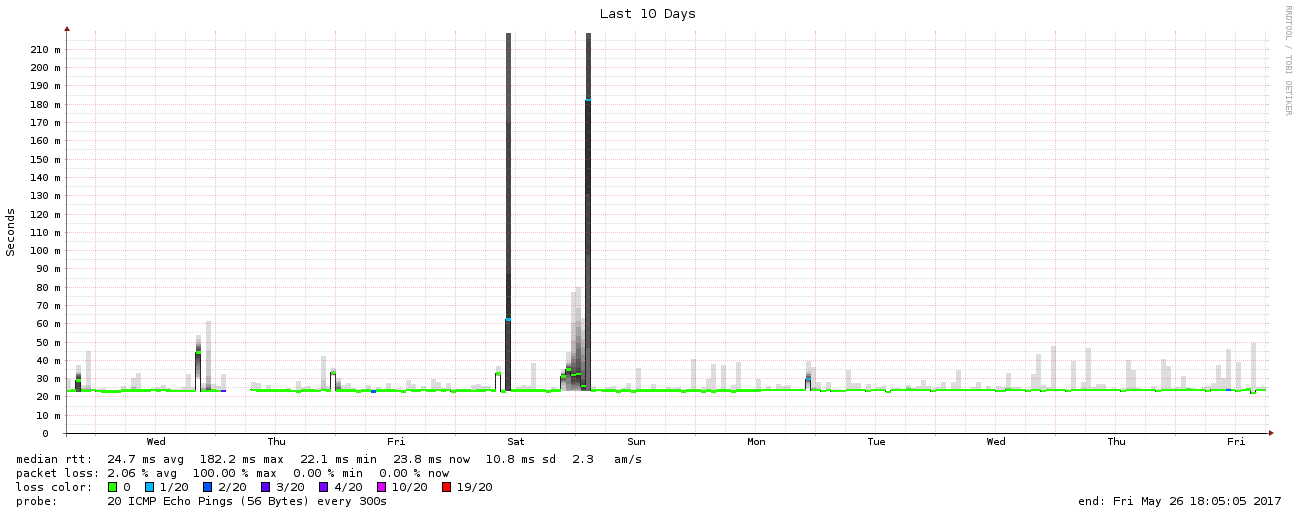 Last 10 Days
RRDTOOL / TOBI OETIKER
Seconds
210 m
200 m
190 m
180 m
170 m
160 m
150 m
140 m
130 m
120 m
110 m
100 m
90 m
80 m
70 m
60 m
50 m
40 m
30 m
20 m
10 m
0
Wed Thu Fri Sat Sun Mon Tue Wed Thu Fri
median rtt: 24.7 ms avg 182.2 ms max 22.1 ms min 23.8 ms now 10.8 ms sd 2.3 am/s
packet loss: 2.06 % avg 100.00 % max 0.00 % min 0.00 % now
loss color: 0 1/20 2/20 3/20 4/20 10/20 19/20
probe: 20 ICMP Echo Pings (56 Bytes) every 300s end: Fri May 26 18:05:05 2017